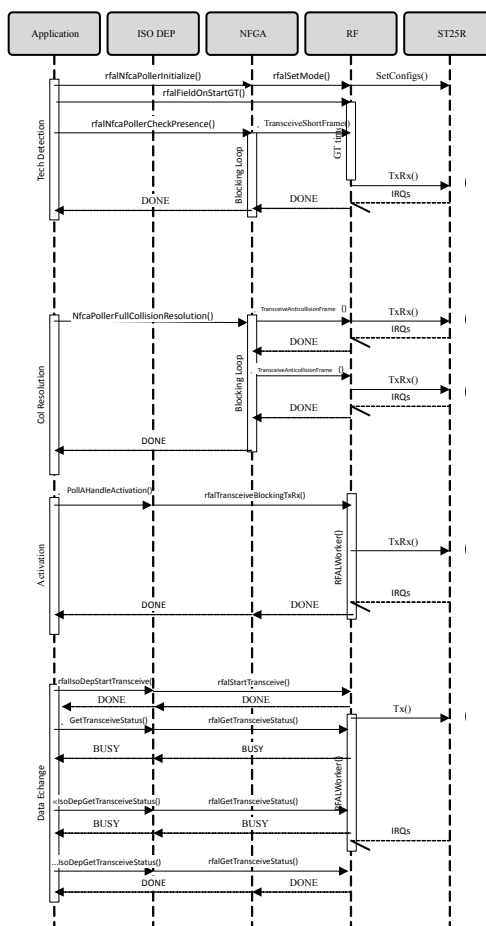 Application ISO DEP NFGA RF ST25R
rfalNfcaPollerInitialize() rfalSetMode() SetConfigs()
rfalFieldOnStartGT()
rfalNfcaPollerCheckPresence() TransceiveShortFrame()
Tech Detection
Blocking Loop
GT
TxRx()
IRQs
DONE DONE
NfcaPollerFullCollisionResolution() TransceiveAnticollisionFrame () TxRx()
IRQs
DONE
Col Resolution
Blocking Loop
TransceiveAnticollisionFrame ()
TxRx()
IRQs
DONE
DONE
PollAHandleActivation() rfalTransceiveBlockingTxRx()
Activation
RFALWorker()
TxRx()
IRQs
DONE DONE
rfalIsoDepStartTransceive() rfalStartTransceive()
DONE DONE
Tx()
GetTransceiveStatus() rfalGetTransceiveStatus()
BUSY BUSY
Data Echange
RFALWorker()
«IsoDepGetTransceiveStatus() rfalGetTransceiveStatus()
BUSY BUSY
IRQs
...IsoDepGetTransceiveStatus() rfalGetTransceiveStatus()
DONE DONE